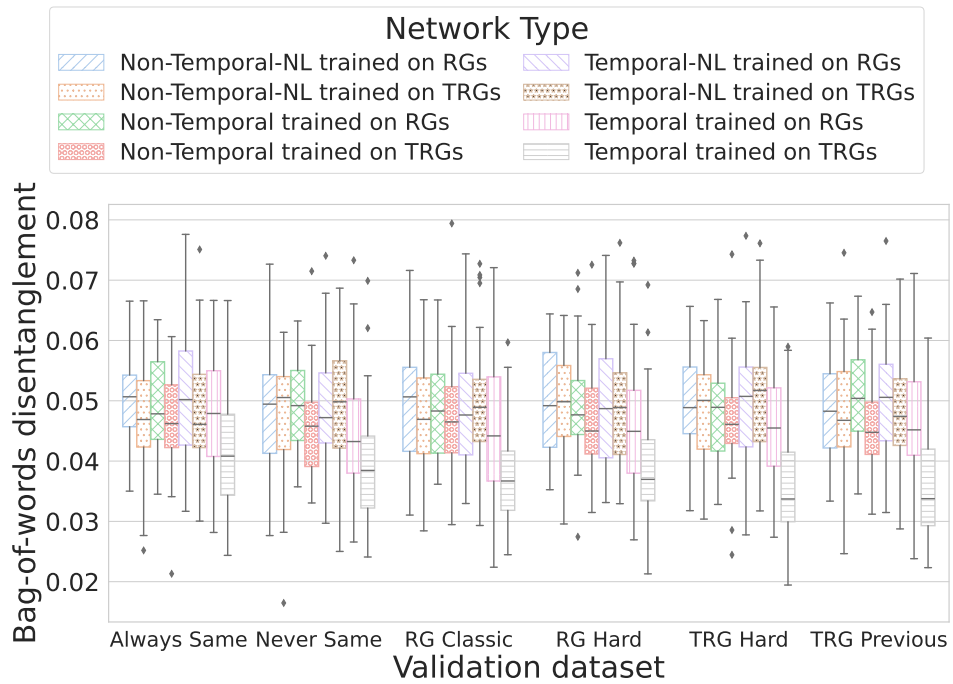 Network Type
Non-Temporal-NL trained on RGs
Non-Temporal-NL trained on TRGs
Non-Temporal trained on RGs
Non-Temporal trained on TRGs
Temporal-NL trained on RGs
Temporal-NL trained on TRGs
Temporal trained on RGs
Temporal trained on TRGs
Bag-of-words disentanglement
0.08
0.07
0.06
0.05
0.04
0.03
0.02
Always Same
Never Same
RG Classic
RG Hard
TRG Hard
TRG Previous
Validation dataset